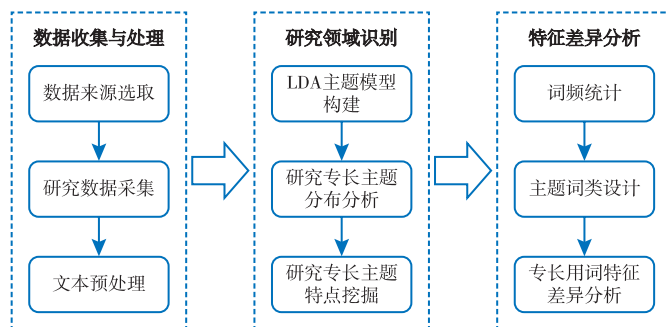 数据收集与处理
数据来源选取
研究数据采集
文本预处理
研究领域识别
LDA主题模型
构建
研究专长主题
分布分析
研究专长主题
特点挖掘
特征差异分析
词频统计
主题词类设计
专长用词特征
差异分析